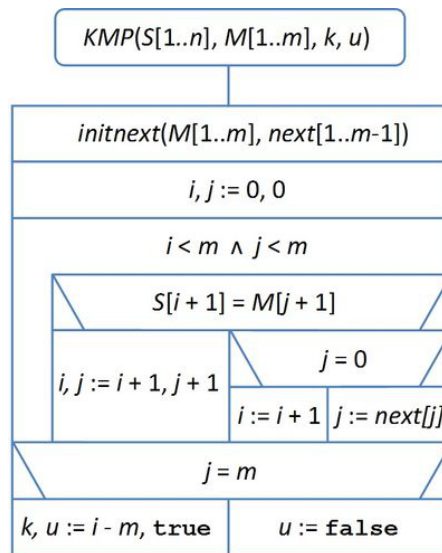 KMP(S[1..n], M[1..m], k, u)
initnext(M[1..m], next[1..m-1])
i, j := 0, 0
i < m ∧ j < m
S[i + 1] = M[j + 1]
i, j := i + 1, j + 1
j = 0
i := i + 1
j := next[j]
j = m
k, u := i - m, true
u := false